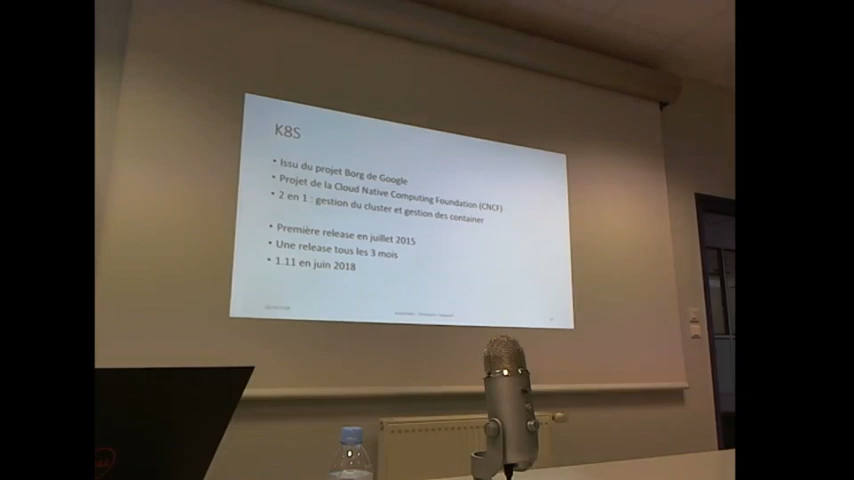 K8S
• Issu du projet Borg de Google
• Projet de la Cloud Native Computing Foundation (CNCF)
• 2 en 1 : gestion du cluster et gestion des container
• Première release en juillet 2015
• Une release tous les 3 mois
• 1.11 en juin 2018